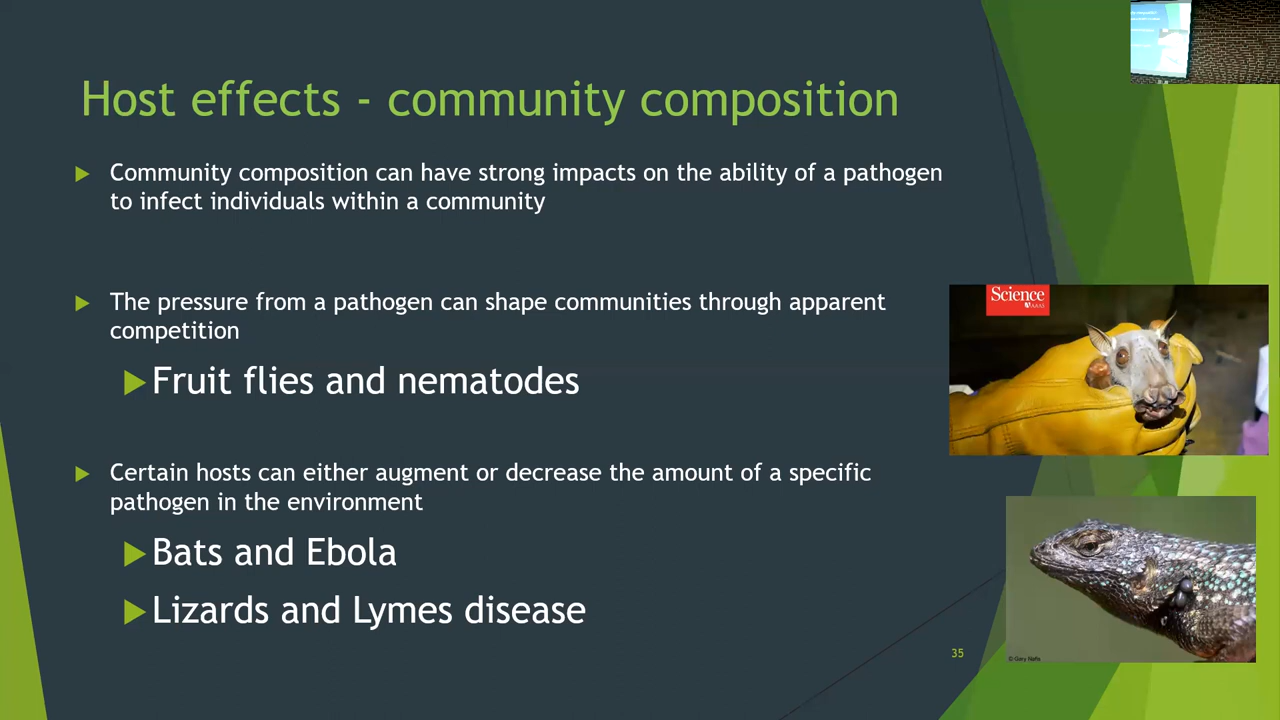 Host effects - community composition
Community composition can have strong impacts on the ability of a pathogen
to infect individuals within a community
The pressure from a pathogen can shape communities through apparent
competition
Fruit flies and nematodes
Certain hosts can either augment or decrease the amount of a specific
pathogen in the environment
Bats and Ebola
Lizards and Lymes disease
Science
AAAS
©Gary Nafis
35